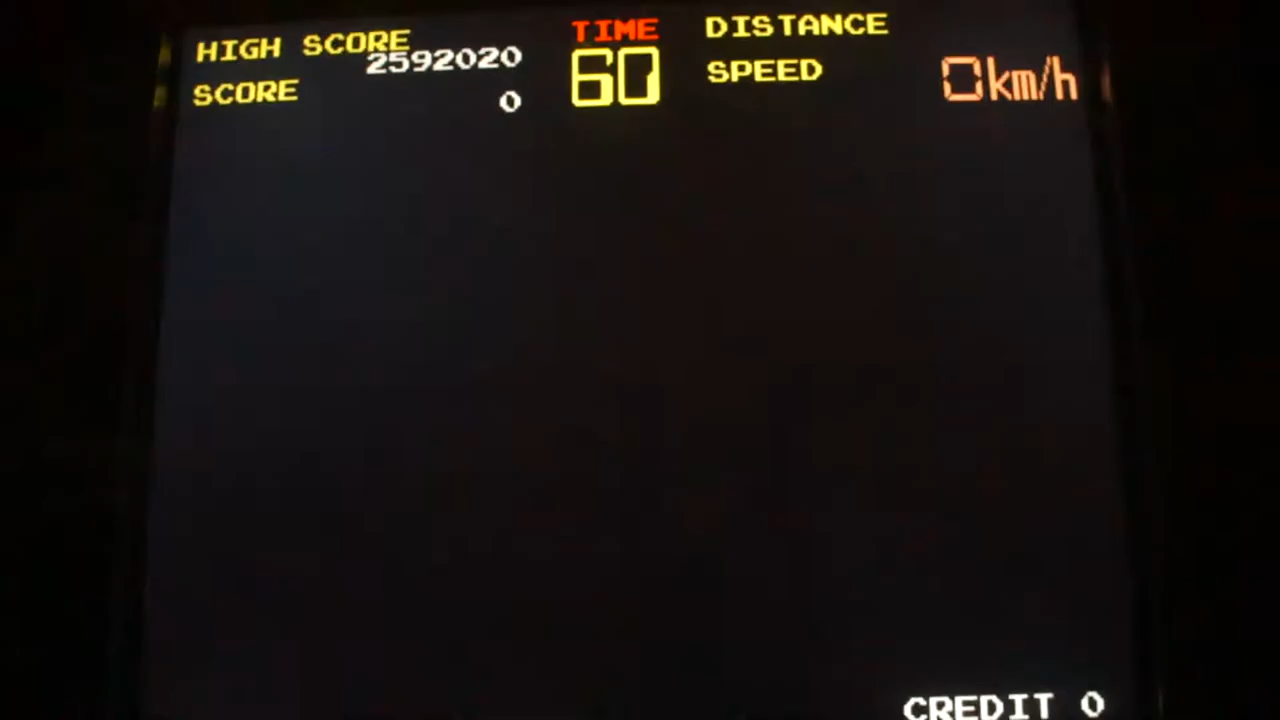 HIGH SCORE 2592020
SCORE 0
TIME
60
DISTANCE
SPEED 0km/h
CREDIT 0